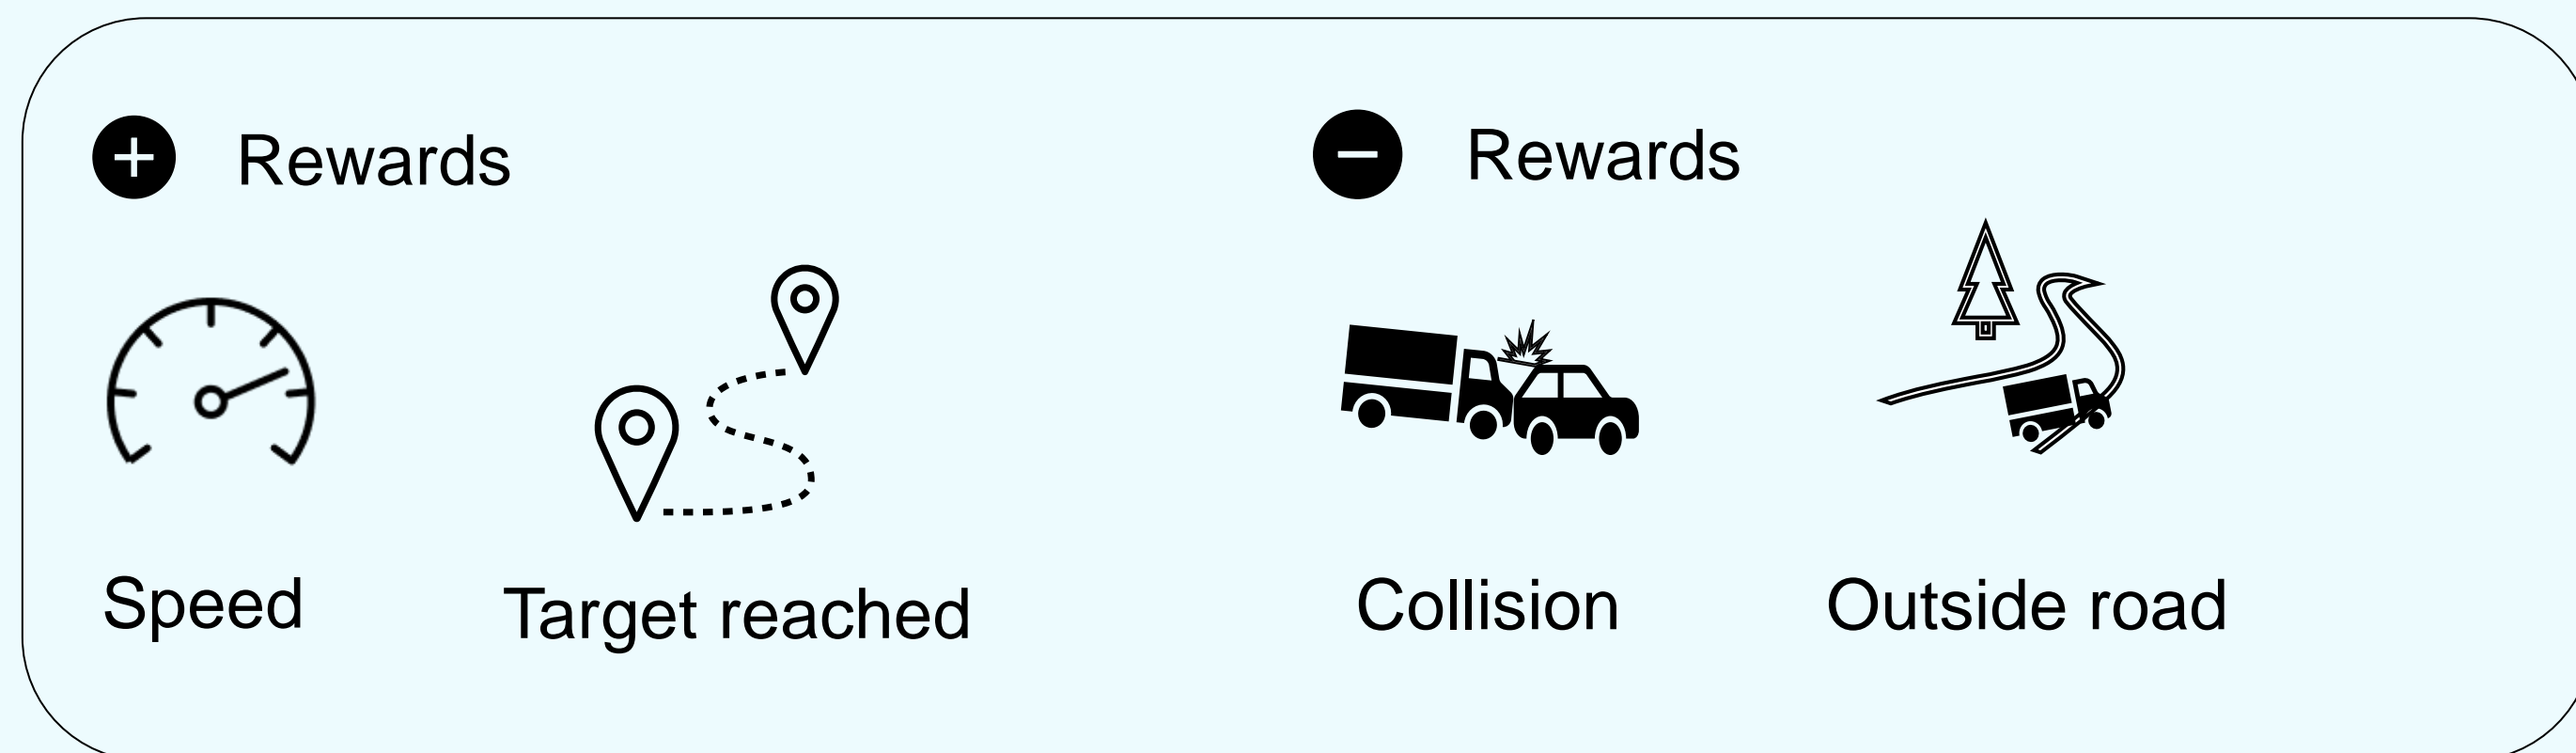 + Rewards
− Rewards
Speed
Target reached
Collision
Outside road